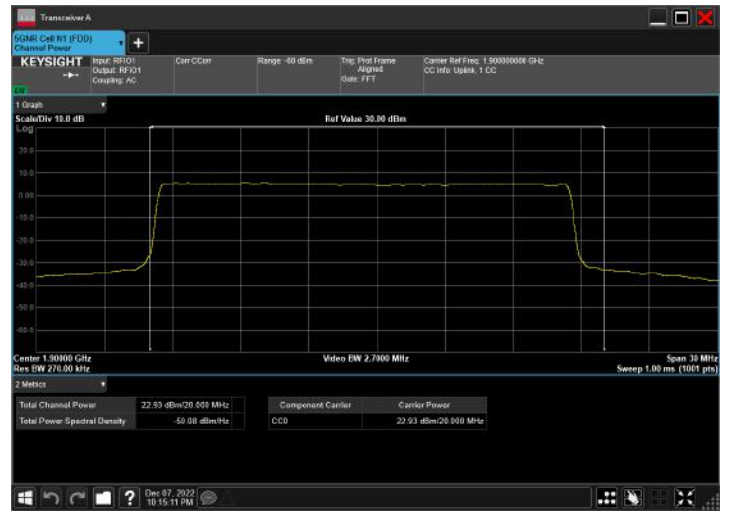 Transceiver A
5GNR Cell N1 (FDD)
Channel Power
KEYSIGHT
Input: RFIO1
Output: RFIO1
Coupling: AC
Corr CCorr
Range -60 dBm
Trig: Prot Frame
Aligned
Gate: FFT
Carrier Ref Freq: 1.900000000 GHz
CC Info: Uplink, 1 CC
1 Graph
Scale/Div 10.0 dB
Ref Value 30.00 dBm
Log
20.0
10.0
0.00
-10.0
-20.0
-30.0
-40.0
-50.0
-60.0
Center 1.90000 GHz
Video BW 2.7000 MHz
Span 30 MHz
Res BW 270.00 kHz
Sweep 1.00 ms (1001 pts)
2 Metrics
Total Channel Power 22.93 dBm/20.000 MHz
Total Power Spectral Density -50.08 dBm/Hz
Component Carrier Carrier Power
CC0 22.93 dBm/20.000 MHz
?
Dec 07, 2022
10:15:11 PM